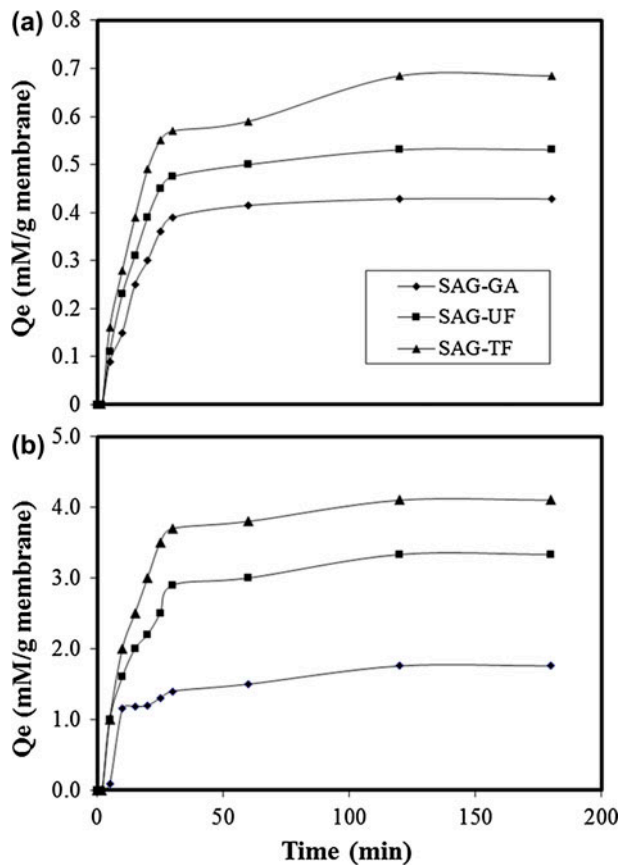 (a)
0.8
0.7
0.6
0.5
0.4
0.3
0.2
0.1
0
Qe (mM/g membrane)
SAG-GA
SAG-UF
SAG-TF
(b)
5.0
4.0
3.0
2.0
1.0
0.0
Qe (mM/g membrane)
0 50 100 150 200
Time (min)